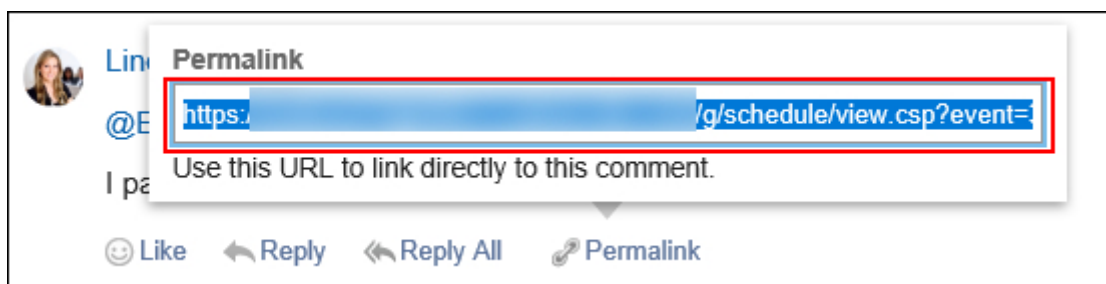 Lin
Permalink
https:/ /g/schedule/view.csp?event=
@E
Use this URL to link directly to this comment.
I pa
Like Reply Reply All Permalink